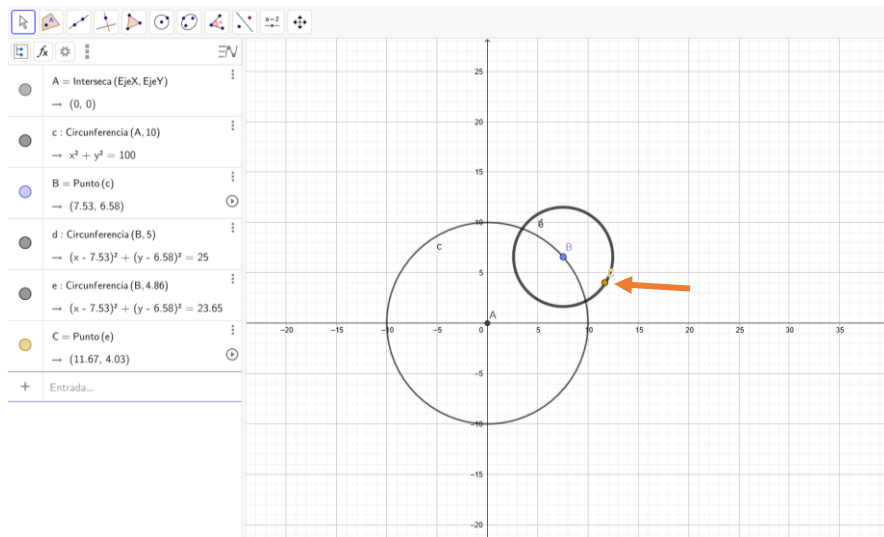 a=2
fx
A = Interseca (EjeX, EjeY)
→ (0, 0)
c : Circunferencia (A, 10)
→ x² + y² = 100
B = Punto (c)
→ (7.53, 6.58)
d : Circunferencia (B, 5)
→ (x - 7.53)² + (y - 6.58)² = 25
e : Circunferencia (B, 4.86)
→ (x - 7.53)² + (y - 6.58)² = 23.65
C = Punto (e)
→ (11.67, 4.03)
+ Entrada...
25
20
15
10
5
−5
−10
−15
−20
−20 −15 −10 −5 0 5 10 15 20 25 30 35
c
e
B
A